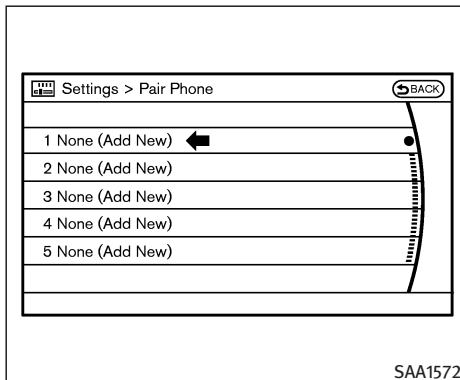 Settings > Pair Phone
BACK
1 None (Add New)
2 None (Add New)
3 None (Add New)
4 None (Add New)
5 None (Add New)
SAA1572